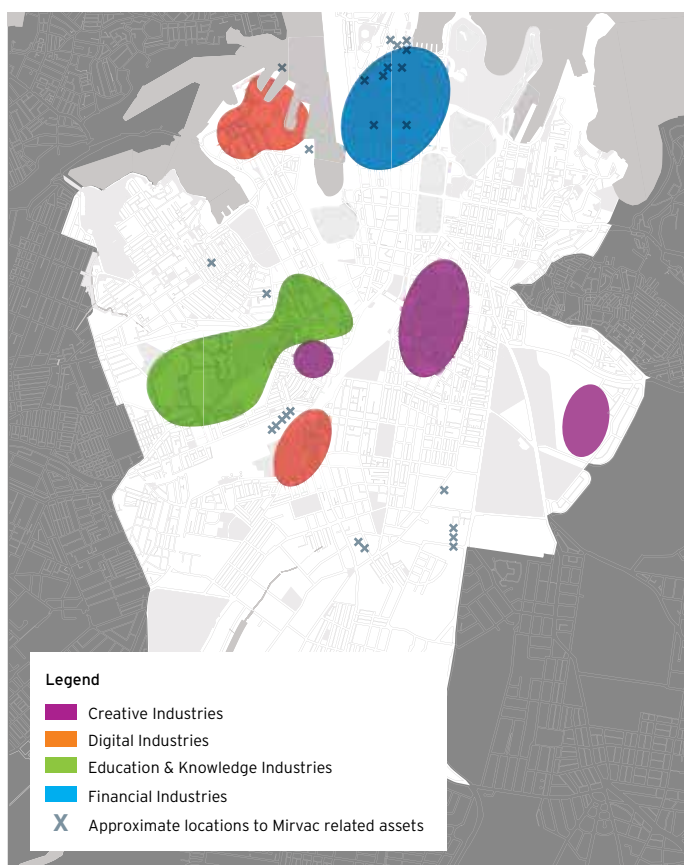 Legend
Creative Industries
Digital Industries
Education & Knowledge Industries
Financial Industries
X Approximate locations to Mirvac related assets